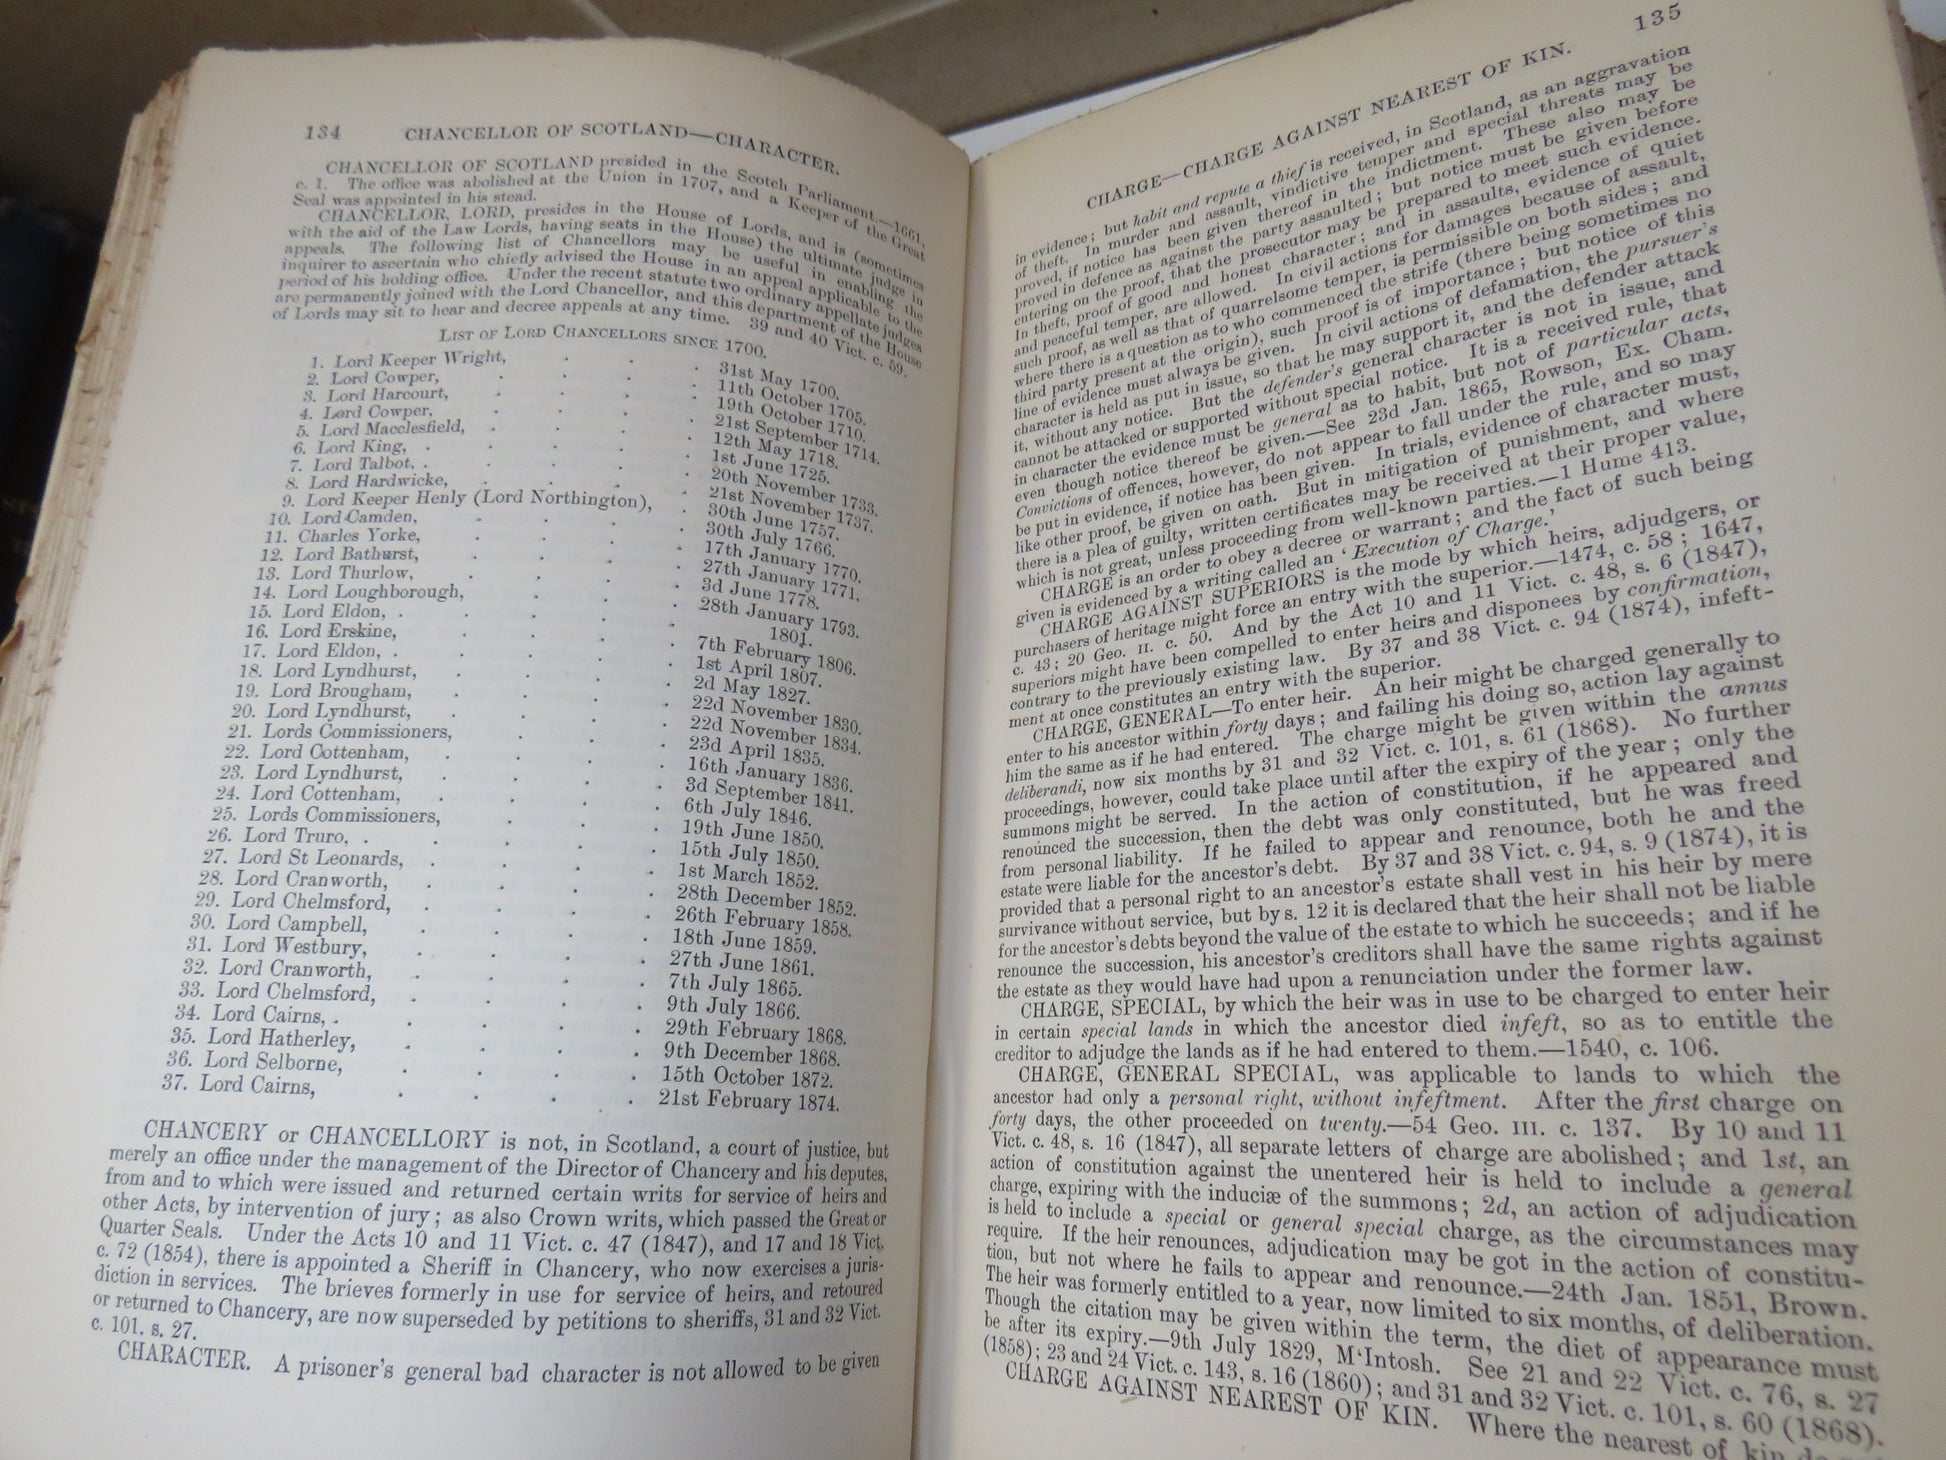 134 CHANCELLOR OF SCOTLAND—CHARACTER.
CHANCELLOR OF SCOTLAND presided in the Scotch Parliament.—1661,
c. 1. The office was abolished at the Union in 1707, and a Keeper of the Great
Seal was appointed in his stead.
CHANCELLOR, LORD, presides in the House of Lords, and is (sometimes
with the aid of the Law Lords, having seats in the House) the ultimate judge in
appeals. The following list of Chancellors may be useful in enabling the
inquirer to ascertain who chiefly advised the House in an appeal applicable to the
period of his holding office. Under the recent statute two ordinary appellate judges
are permanently joined with the Lord Chancellor, and this department of the House
of Lords may sit to hear and decree appeals at any time. 39 and 40 Vict. c. 59.
LIST OF LORD CHANCELLORS SINCE 1700.
1. Lord Keeper Wright, . . . 31st May 1700.
2. Lord Cowper, . . . 11th October 1705.
3. Lord Harcourt, . . . 19th October 1710.
4. Lord Cowper, . . . 21st September 1714.
5. Lord Macclesfield, . . . 12th May 1718.
6. Lord King, . . . . 1st June 1725.
7. Lord Talbot, . . . . 20th November 1733.
8. Lord Hardwicke, . . . 21st November 1737.
9. Lord Keeper Henly (Lord Northington), . 30th June 1757.
10. Lord Camden, . . . 30th July 1766.
11. Charles Yorke, . . . 17th January 1770.
12. Lord Bathurst, . . . 27th January 1771.
13. Lord Thurlow, . . . 3d June 1778.
14. Lord Loughborough, . . . 28th January 1793.
15. Lord Eldon, . . . . 1801.
16. Lord Erskine, . . . 7th February 1806.
17. Lord Eldon, . . . . 1st April 1807.
18. Lord Lyndhurst, . . . 2d May 1827.
19. Lord Brougham, . . . 22d November 1830.
20. Lord Lyndhurst, . . . 22d November 1834.
21. Lords Commissioners, . . . 23d April 1835.
22. Lord Cottenham, . . . 16th January 1836.
23. Lord Lyndhurst, . . . 3d September 1841.
24. Lord Cottenham, . . . 6th July 1846.
25. Lords Commissioners, . . . 19th June 1850.
26. Lord Truro, . . . . 15th July 1850.
27. Lord St Leonards, . . . 1st March 1852.
28. Lord Cranworth, . . . 28th December 1852.
29. Lord Chelmsford, . . . 26th February 1858.
30. Lord Campbell, . . . 18th June 1859.
31. Lord Westbury, . . . 27th June 1861.
32. Lord Cranworth, . . . 7th July 1865.
33. Lord Chelmsford, . . . 9th July 1866.
34. Lord Cairns, . . . . 29th February 1868.
35. Lord Hatherley, . . . 9th December 1868.
36. Lord Selborne, . . . 15th October 1872.
37. Lord Cairns, . . . 21st February 1874.
CHANCERY or CHANCELLORY is not, in Scotland, a court of justice, but
merely an office under the management of the Director of Chancery and his deputes,
from and to which were issued and returned certain writs for service of heirs and
other Acts, by intervention of jury; as also Crown writs, which passed the Great or
Quarter Seals. Under the Acts 10 and 11 Vict. c. 47 (1847), and 17 and 18 Vict.
c. 72 (1854), there is appointed a Sheriff in Chancery, who now exercises a juris-
diction in services. The brieves formerly in use for service of heirs, and retoured
or returned to Chancery, are now superseded by petitions to sheriffs, 31 and 32 Vict.
c. 101, s. 27.
CHARACTER. A prisoner's general bad character is not allowed to be given
CHARGE—CHARGE AGAINST NEAREST OF KIN. 135
in evidence; but habit and repute a thief is received, in Scotland, as an aggravation
of theft. In murder and assault, vindictive temper and special threats may be
proved, if notice has been given thereof in the indictment. These also may be
proved in defence as against the party assaulted; but notice must be given before
entering on the proof, that the prosecutor may be prepared to meet such evidence.
In theft, proof of good and honest character; and in assaults, evidence of quiet
and peaceful temper, are allowed. In civil actions for damages because of assault,
such proof, as well as that of quarrelsome temper, is permissible on both sides; and
where there is a question as to who commenced the strife (there being sometimes no
third party present at the origin), such proof is of importance; but notice of this
line of evidence must always be given. In civil actions of defamation, the pursuer's
character is held as put in issue, so that he may support it, and the defender attack
it, without any notice. But the defender's general character is not in issue, and
cannot be attacked or supported without special notice. It is a received rule, that
in character the evidence must be general as to habit, but not of particular acts,
even though notice thereof be given.—See 23d Jan. 1865, Rowson, Ex. Cham.
Convictions of offences, however, do not appear to fall under the rule, and so may
be put in evidence, if notice has been given. In trials, evidence of character must,
like other proof, be given on oath. But in mitigation of punishment, and where
there is a plea of guilty, written certificates may be received at their proper value,
which is not great, unless proceeding from well-known parties.—1 Hume 413.
CHARGE is an order to obey a decree or warrant; and the fact of such being
given is evidenced by a writing called an 'Execution of Charge.'
CHARGE AGAINST SUPERIORS is the mode by which heirs, adjudgers, or
purchasers of heritage might force an entry with the superior.—1474, c. 58; 1647,
c. 43; 20 Geo. II. c. 50. And by the Act 10 and 11 Vict. c. 48, s. 6 (1847),
superiors might have been compelled to enter heirs and disponees by confirmation,
contrary to the previously existing law. By 37 and 38 Vict. c. 94 (1874), infeft-
ment at once constitutes an entry with the superior.
CHARGE, GENERAL—To enter heir. An heir might be charged generally to
enter to his ancestor within forty days; and failing his doing so, action lay against
him the same as if he had entered. The charge might be given within the annus
deliberandi, now six months by 31 and 32 Vict. c. 101, s. 61 (1868). No further
proceedings, however, could take place until after the expiry of the year; only the
summons might be served. In the action of constitution, if he appeared and
renounced the succession, then the debt was only constituted, but he was freed
from personal liability. If he failed to appear and renounce, both he and the
estate were liable for the ancestor's debt. By 37 and 38 Vict. c. 94, s. 9 (1874), it is
provided that a personal right to an ancestor's estate shall vest in his heir by mere
survivance without service, but by s. 12 it is declared that the heir shall not be liable
for the ancestor's debts beyond the value of the estate to which he succeeds; and if he
renounce the succession, his ancestor's creditors shall have the same rights against
the estate as they would have had upon a renunciation under the former law.
CHARGE, SPECIAL, by which the heir was in use to be charged to enter heir
in certain special lands in which the ancestor died infeft, so as to entitle the
creditor to adjudge the lands as if he had entered to them.—1540, c. 106.
CHARGE, GENERAL SPECIAL, was applicable to lands to which the
ancestor had only a personal right, without infeftment. After the first charge on
forty days, the other proceeded on twenty.—54 Geo. III. c. 137. By 10 and 11
Vict. c. 48, s. 16 (1847), all separate letters of charge are abolished; and 1st, an
action of constitution against the unentered heir is held to include a general
charge, expiring with the induciæ of the summons; 2d, an action of adjudication
is held to include a special or general special charge, as the circumstances may
require. If the heir renounces, adjudication may be got in the action of constitu-
tion, but not where he fails to appear and renounce.—24th Jan. 1851, Brown.
The heir was formerly entitled to a year, now limited to six months, of deliberation.
Though the citation may be given within the term, the diet of appearance must
be after its expiry.—9th July 1829, M'Intosh. See 21 and 22 Vict. c. 76, s. 27
(1858); 23 and 24 Vict. c. 143, s. 16 (1860); and 31 and 32 Vict. c. 101, s. 60 (1868).
CHARGE AGAINST NEAREST OF KIN. Where the nearest of kin